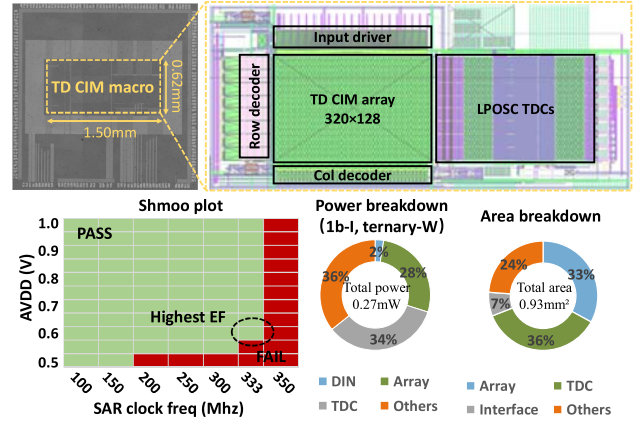 TD CIM macro
0.62mm
1.50mm
Input driver
Row decoder
TD CIM array
320×128
LPOSC TDCs
Col decoder
Shmoo plot
AVDD (V)
1.0
0.9
0.8
0.7
0.6
0.5
PASS
Highest EF
FAIL
100
150
200
250
300
333
350
SAR clock freq (Mhz)
Power breakdown
(1b-I, ternary-W)
2%
28%
34%
36%
Total power
0.27mW
DIN
Array
TDC
Others
Area breakdown
33%
36%
7%
24%
Total area
0.93mm²
Array
TDC
Interface
Others